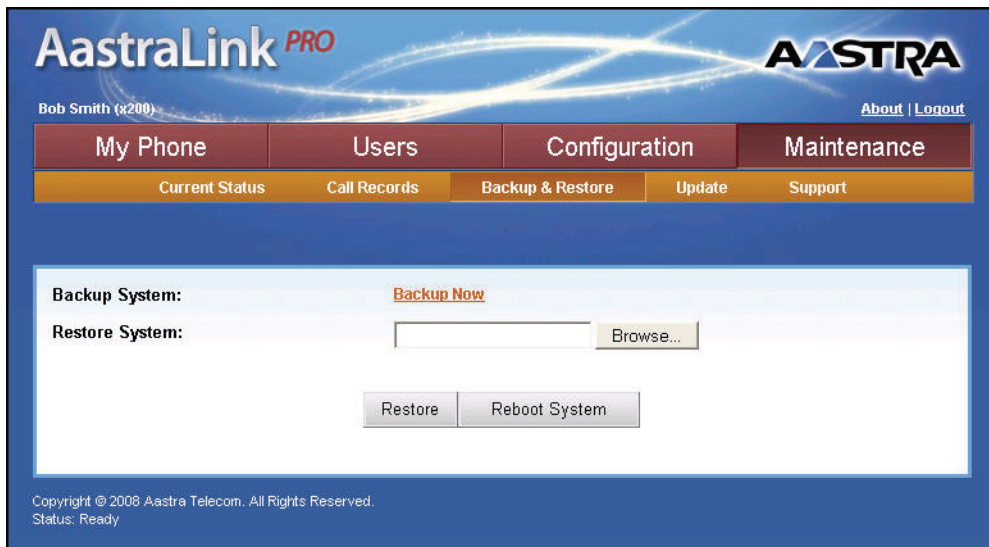 AastraLink PRO
AASTRA
Bob Smith (x200)
About | Logout
My Phone Users Configuration Maintenance
Current Status Call Records Backup & Restore Update Support
Backup System: Backup Now
Restore System: Browse...
Restore Reboot System
Copyright © 2008 Aastra Telecom. All Rights Reserved.
Status: Ready